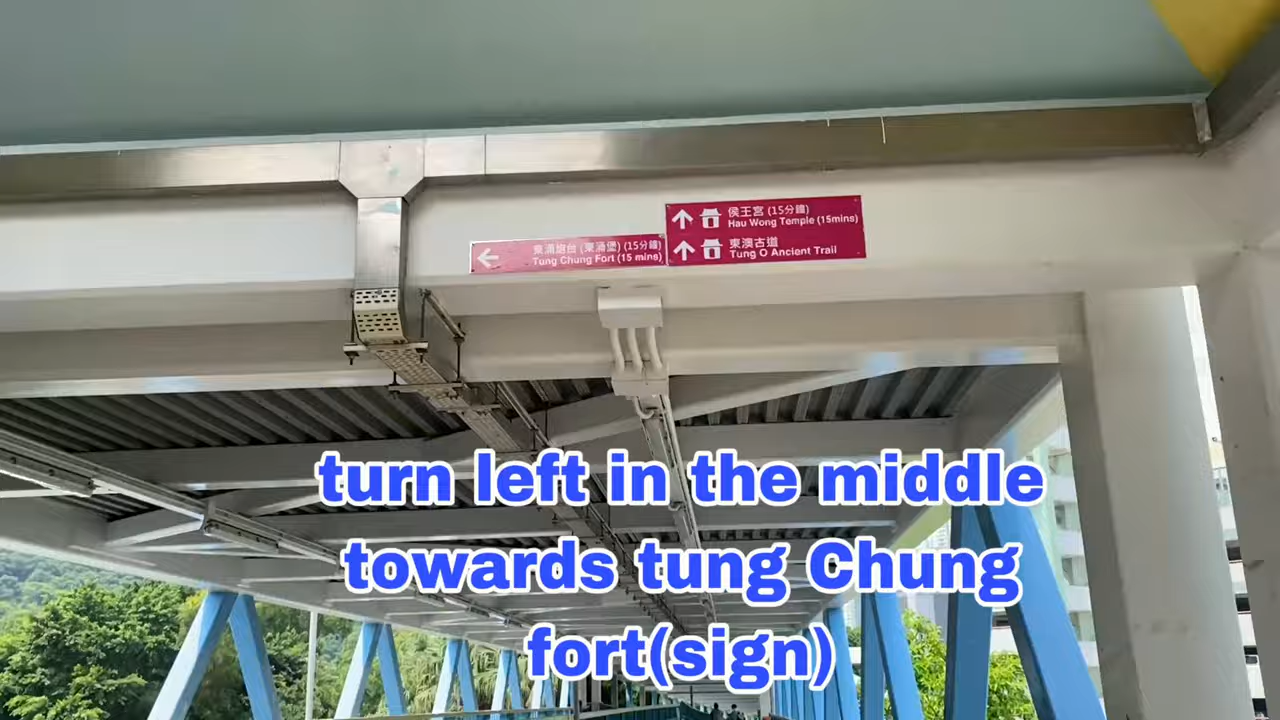 侯王宮 (15分鐘)
Hau Wong Temple (15mins)
東涌炮台 (東涌堡) (15分鐘)
Tung Chung Fort (15 mins)
東澳古道
Tung O Ancient Trail
turn left in the middle
towards tung Chung
fort(sign)